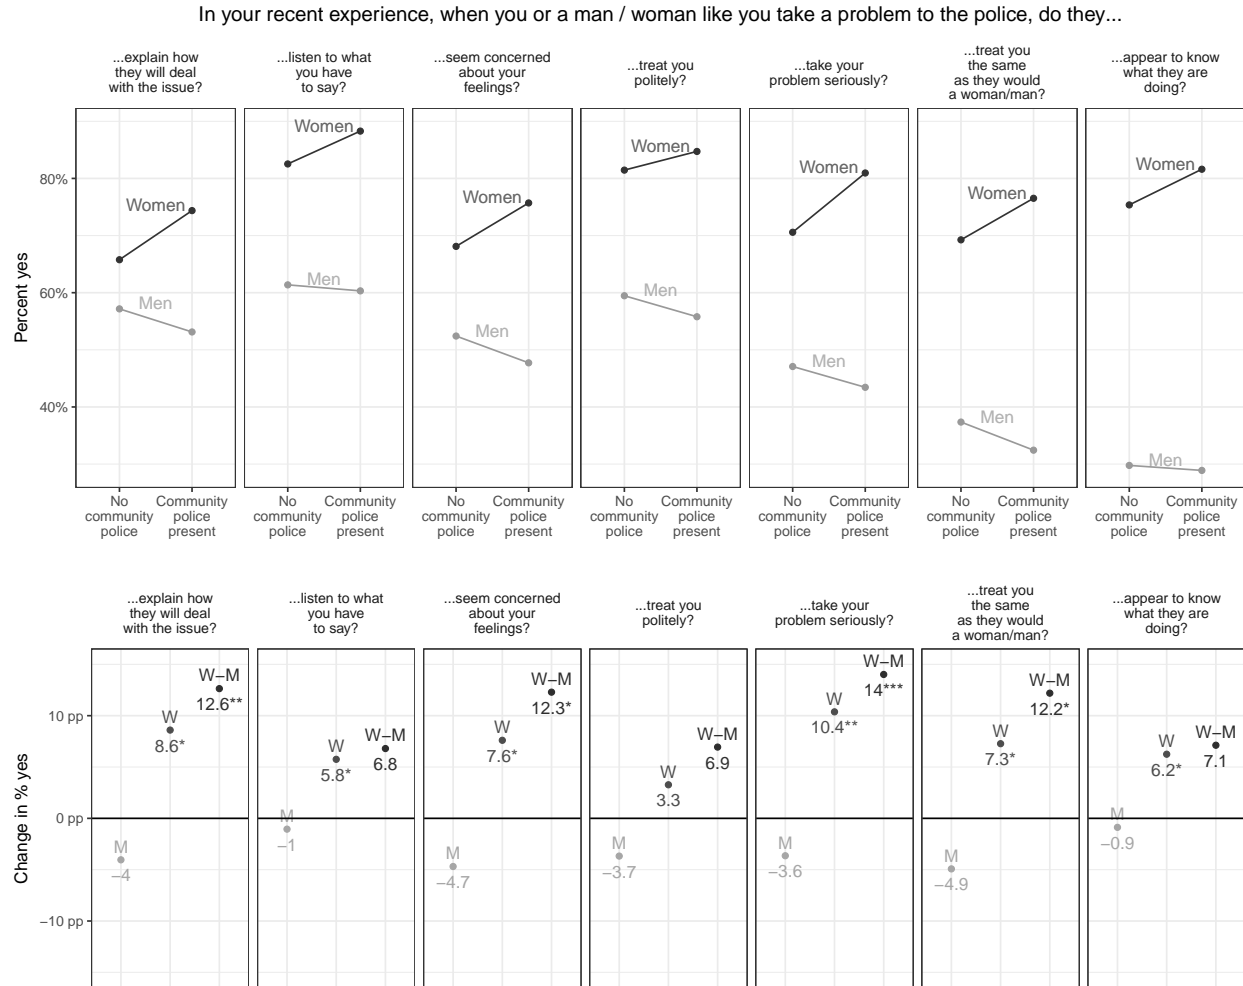 In your recent experience, when you or a man / woman like you take a problem to the police, do they...
...explain how
they will deal
with the issue?
...listen to what
you have
to say?
...seem concerned
about your
feelings?
...treat you
politely?
...take your
problem seriously?
...treat you
the same
as they would
a woman/man?
...appear to know
what they are
doing?
Percent yes
80%
60%
40%
Women
Men
Women
Men
Women
Men
Women
Men
Women
Men
Women
Men
Women
Men
No
community
police
Community
police
present
No
community
police
Community
police
present
No
community
police
Community
police
present
No
community
police
Community
police
present
No
community
police
Community
police
present
No
community
police
Community
police
present
No
community
police
Community
police
present
...explain how
they will deal
with the issue?
...listen to what
you have
to say?
...seem concerned
about your
feelings?
...treat you
politely?
...take your
problem seriously?
...treat you
the same
as they would
a woman/man?
...appear to know
what they are
doing?
Change in % yes
10 pp
0 pp
−10 pp
M
−4
W
8.6*
W−M
12.6**
M
−1
W
5.8*
W−M
6.8
M
−4.7
W
7.6*
W−M
12.3*
M
−3.7
W
3.3
W−M
6.9
M
−3.6
W
10.4**
W−M
14***
M
−4.9
W
7.3*
W−M
12.2*
M
−0.9
W
6.2*
W−M
7.1